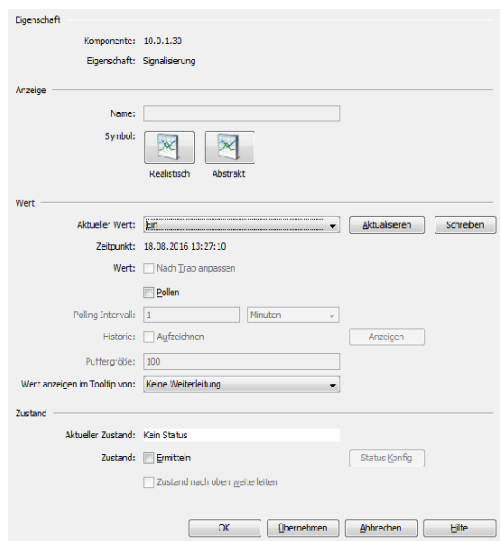 Eigenschaft
Komponente: 10.0.1.30
Eigenschaft: Signalisierung
Anzeige
Name:
Symbol:
Realistisch Abstrakt
Wert
Aktueller Wert: Ein Aktualisieren Schreiben
Zeitpunkt: 18.08.2016 13:27:10
Wert: Nach Trap anpassen
Pollen
Polling Intervall: 1 Minuten
Historie: Aufzeichnen Anzeigen
Puffergröße: 100
Wert anzeigen im Tooltip von: Keine Weiterleitung
Zustand
Aktueller Zustand: Kein Status
Zustand: Ermitteln Status Konfig
Zustand nach oben weiterleiten
OK Übernehmen Abbrechen Hilfe